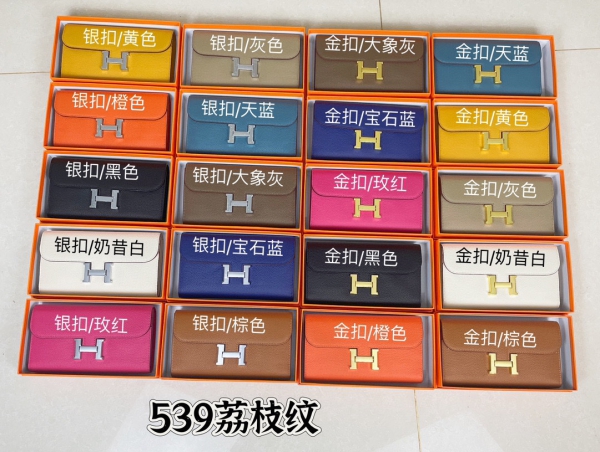 银扣/黄色
银扣/灰色
金扣/大象灰
金扣/天蓝
银扣/橙色
银扣/天蓝
金扣/宝石蓝
金扣/黄色
银扣/黑色
银扣/大象灰
金扣/玫红
金扣/灰色
银扣/奶昔白
银扣/宝石蓝
金扣/黑色
金扣/奶昔白
银扣/玫红
银扣/棕色
金扣/橙色
金扣/棕色
539荔枝纹